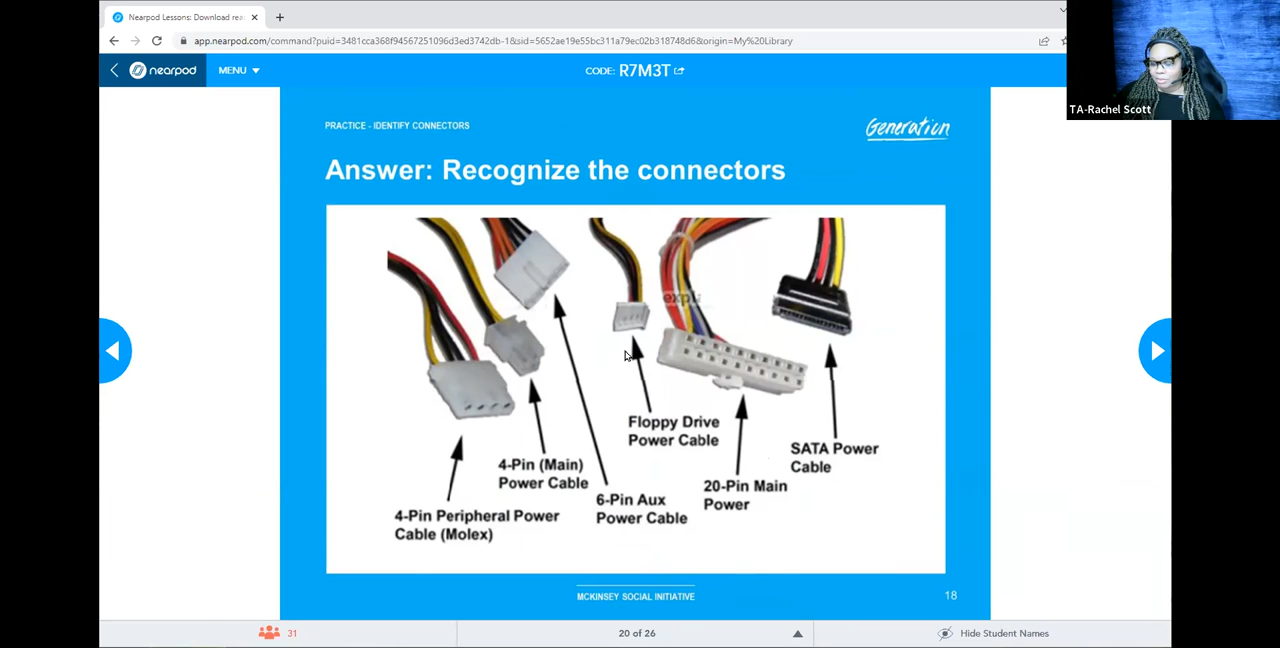 Nearpod Lessons: Download rea
app.nearpod.com/command?puid=3481cca368f94567251096d3ed3742db-1&sid=5652ae19e55bc311a79ec02b318748d6&origin=My%20Library
nearpod
MENU
CODE: R7M3T
TA-Rachel Scott
PRACTICE - IDENTIFY CONNECTORS
Generation
Answer: Recognize the connectors
expl
Floppy Drive
Power Cable
SATA Power
Cable
4-Pin (Main)
Power Cable
20-Pin Main
Power
6-Pin Aux
Power Cable
4-Pin Peripheral Power
Cable (Molex)
MCKINSEY SOCIAL INITIATIVE
18
31
20 of 26
Hide Student Names